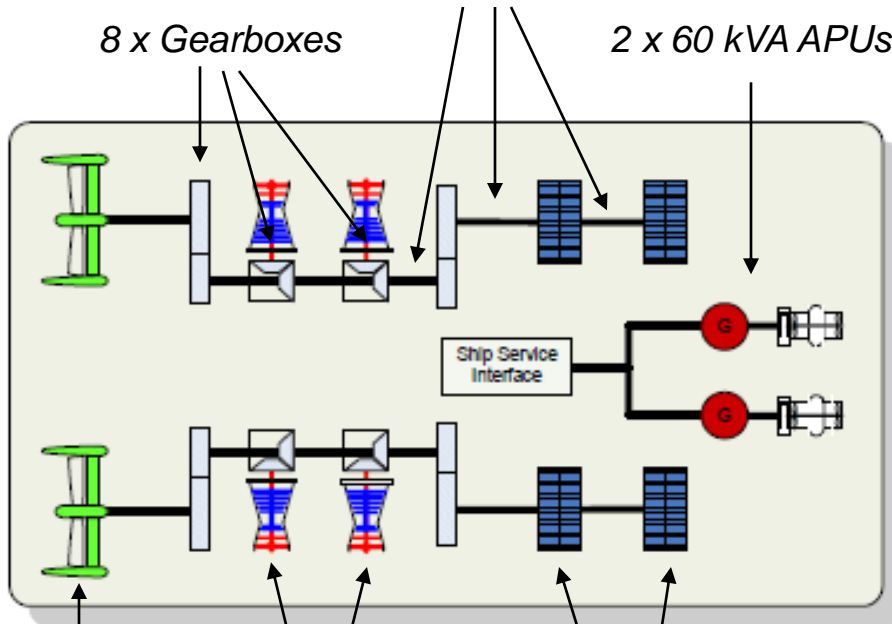 8 x Gearboxes
2 x 60 kVA APUs
G
Ship Service
Interface
G